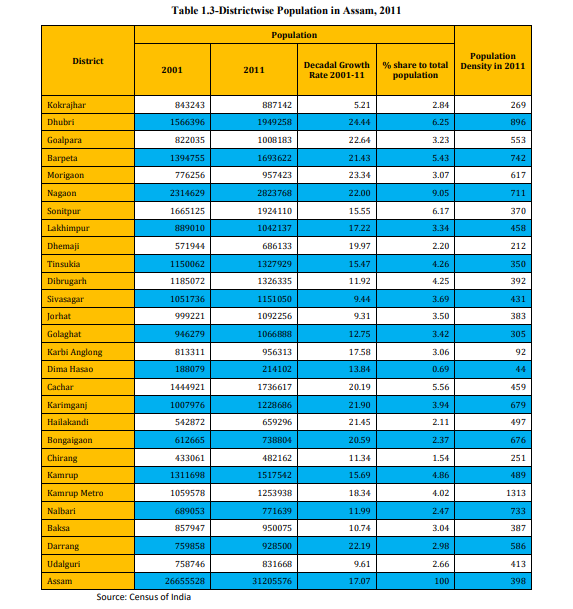 Table 1.3-Districtwise Population in Assam, 2011
District
Population
Population Density in 2011
2001 2011 Decadal Growth Rate 2001-11 % share to total population
Kokrajhar 843243 887142 5.21 2.84 269
Dhubri 1566396 1949258 24.44 6.25 896
Goalpara 822035 1008183 22.64 3.23 553
Barpeta 1394755 1693622 21.43 5.43 742
Morigaon 776256 957423 23.34 3.07 617
Nagaon 2314629 2823768 22.00 9.05 711
Sonitpur 1665125 1924110 15.55 6.17 370
Lakhimpur 889010 1042137 17.22 3.34 458
Dhemaji 571944 686133 19.97 2.20 212
Tinsukia 1150062 1327929 15.47 4.26 350
Dibrugarh 1185072 1326335 11.92 4.25 392
Sivasagar 1051736 1151050 9.44 3.69 431
Jorhat 999221 1092256 9.31 3.50 383
Golaghat 946279 1066888 12.75 3.42 305
Karbi Anglong 813311 956313 17.58 3.06 92
Dima Hasao 188079 214102 13.84 0.69 44
Cachar 1444921 1736617 20.19 5.56 459
Karimganj 1007976 1228686 21.90 3.94 679
Hailakandi 542872 659296 21.45 2.11 497
Bongaigaon 612665 738804 20.59 2.37 676
Chirang 433061 482162 11.34 1.54 251
Kamrup 1311698 1517542 15.69 4.86 489
Kamrup Metro 1059578 1253938 18.34 4.02 1313
Nalbari 689053 771639 11.99 2.47 733
Baksa 857947 950075 10.74 3.04 387
Darrang 759858 928500 22.19 2.98 586
Udalguri 758746 831668 9.61 2.66 413
Assam 26655528 31205576 17.07 100 398
Source: Census of India